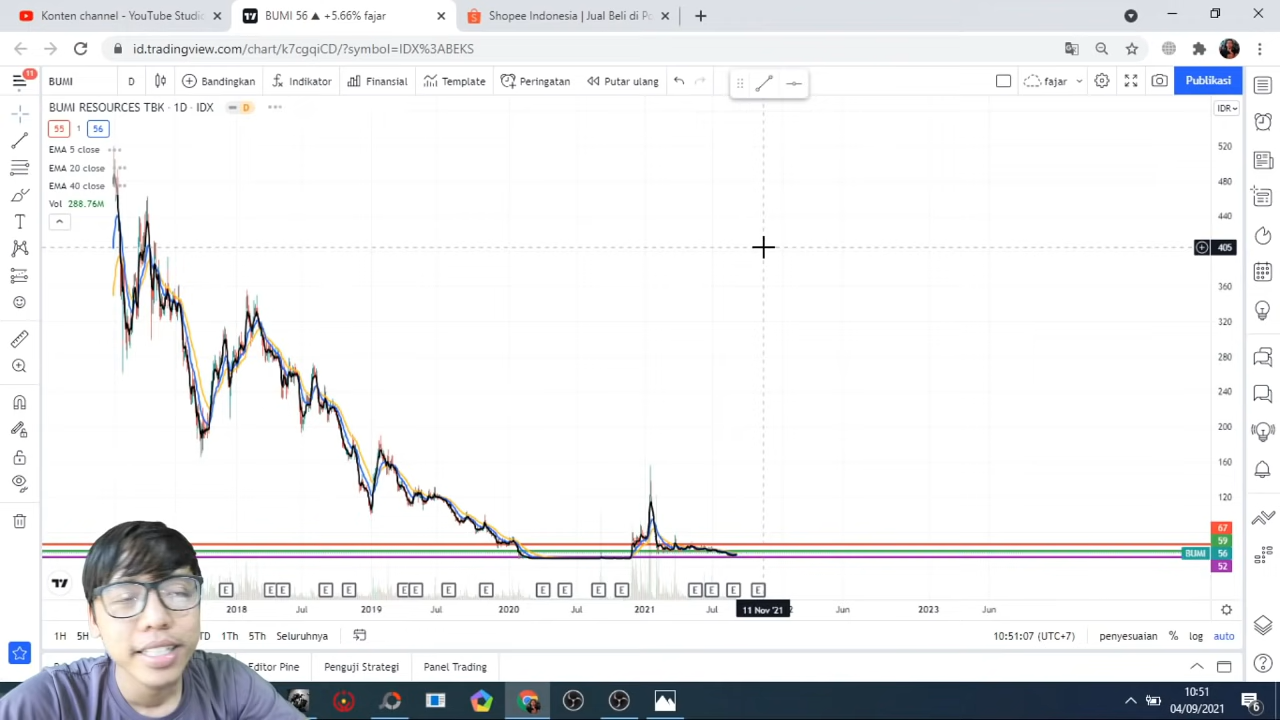 Konten channel - YouTube Studio
BUMI 56 ▲ +5.66% fajar
Shopee Indonesia | Jual Beli di Po
id.tradingview.com/chart/k7cgqiCD/?symbol=IDX%3ABEKS
11
BUMI
D
Bandingkan
Indikator
Finansial
Template
Peringatan
Putar ulang
fajar
Publikasi
BUMI RESOURCES TBK · 1D · IDX
D
IDR
55
1
56
EMA 5 close
EMA 20 close
EMA 40 close
Vol 288.76M
520
480
440
405
360
320
280
240
200
160
120
67
59
BUMI 56
52
E E E E E E E E E E E E E E E E E
2018
Jul
2019
Jul
2020
Jul
2021
Jul
11 Nov '21
Jun
2023
Jun
1H
5H
TD
1Th
5Th
Seluruhnya
10:51:07 (UTC+7)
penyesuaian
%
log
auto
Editor Pine
Penguji Strategi
Panel Trading
10:51
04/09/2021
6